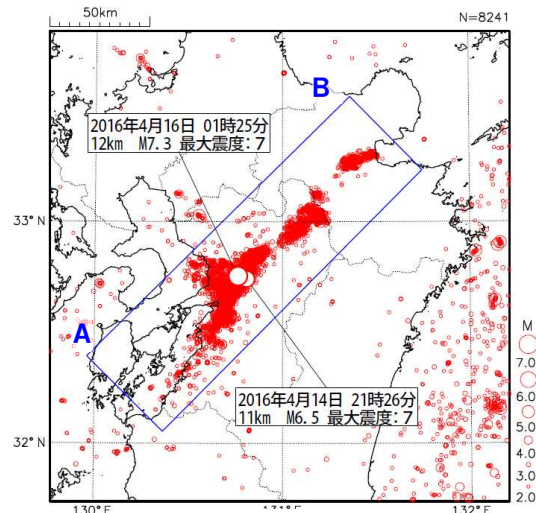 50km
N=8241
B
2016年4月16日 01時25分
12km M7.3 最大震度:7
33° N
A
M
7.0
6.0
5.0
4.0
3.0
2.0
2016年4月14日 21時26分
11km M6.5 最大震度:7
32° N
130°E
131°E
132°E